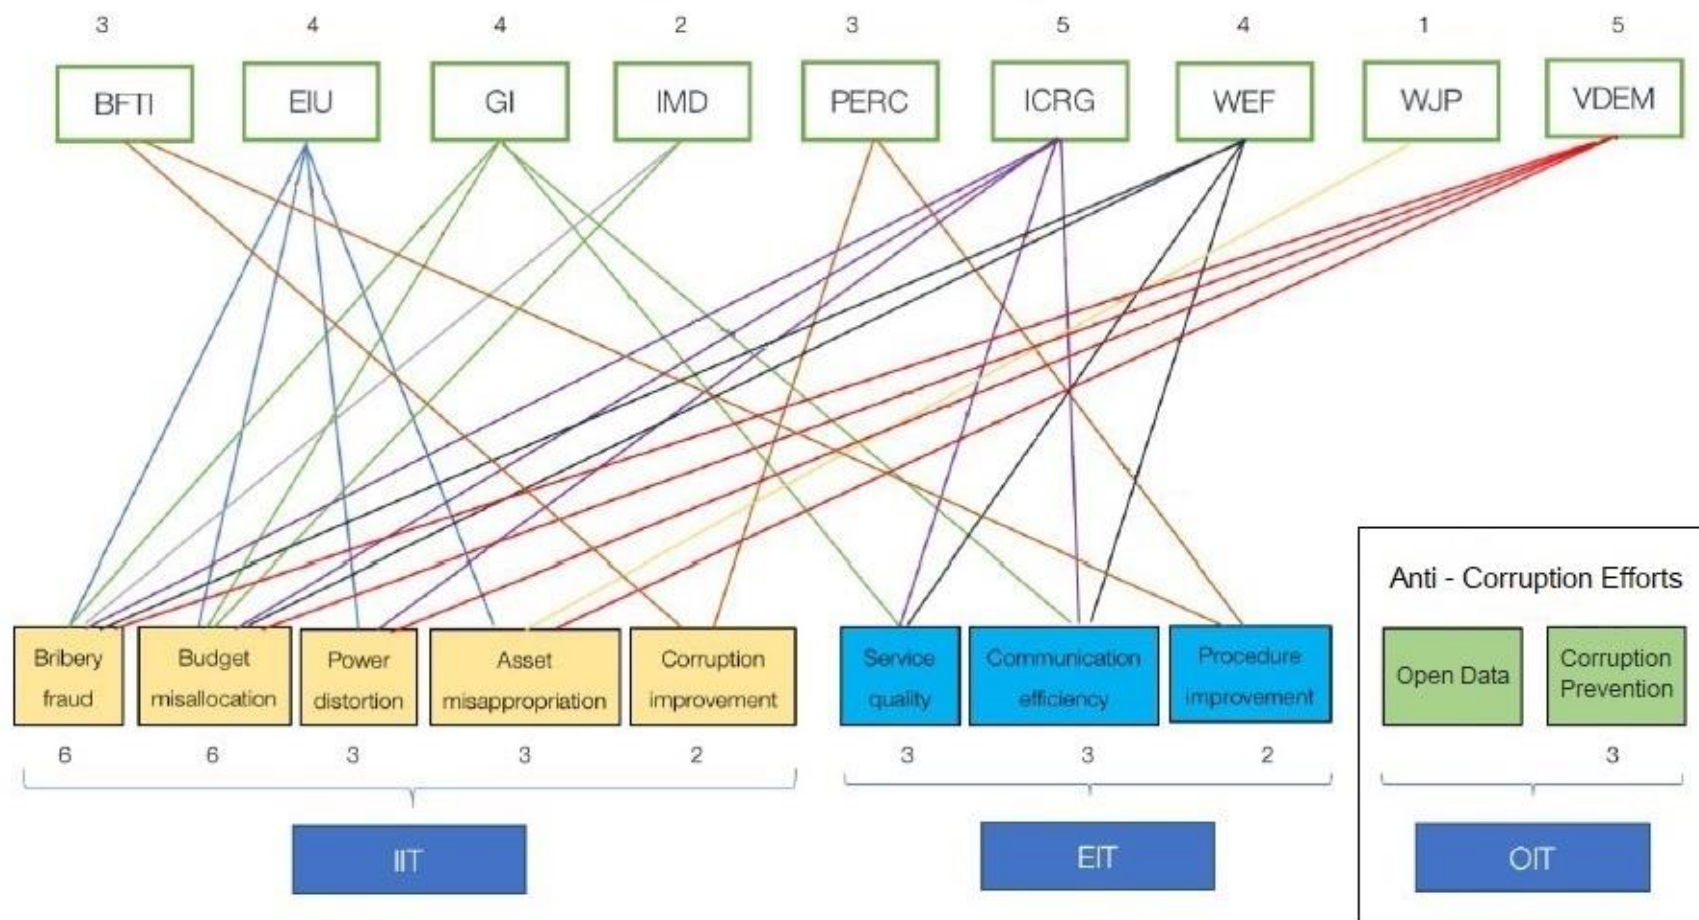 3 4 4 2 3 5 4 1 5
BFTI EIU GI IMD PERC ICRG WEF WJP VDEM
Anti - Corruption Efforts
Bribery
fraud
Budget
misallocation
Power
distortion
Asset
misappropriation
Corruption
improvement
Service
quality
Communication
efficiency
Procedure
improvement
Open Data
Corruption
Prevention
6 6 3 3 2 3 3 2 3
IIT EIT OIT